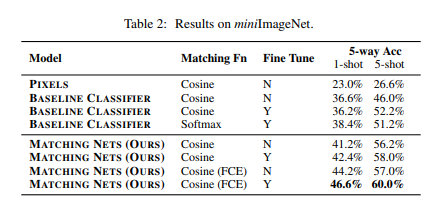 Table 2: Results on miniImageNet.
Model Matching Fn Fine Tune 5-way Acc
1-shot 5-shot
PIXELS Cosine N 23.0% 26.6%
BASELINE CLASSIFIER Cosine N 36.6% 46.0%
BASELINE CLASSIFIER Cosine Y 36.2% 52.2%
BASELINE CLASSIFIER Softmax Y 38.4% 51.2%
MATCHING NETS (OURS) Cosine N 41.2% 56.2%
MATCHING NETS (OURS) Cosine Y 42.4% 58.0%
MATCHING NETS (OURS) Cosine (FCE) N 44.2% 57.0%
MATCHING NETS (OURS) Cosine (FCE) Y 46.6% 60.0%